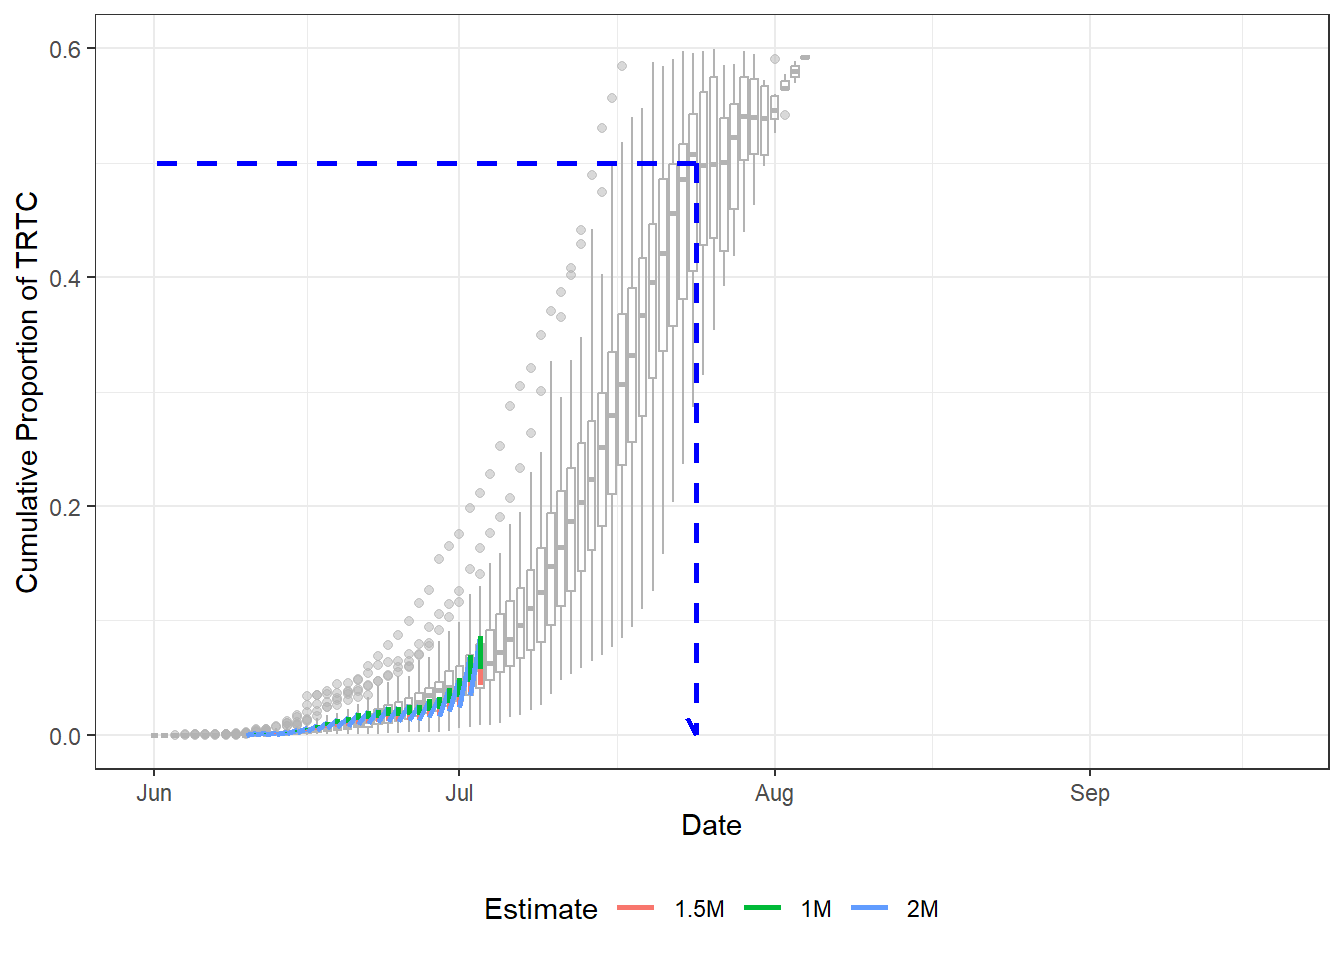 Cumulative Proportion of TRTC
0.6
0.4
0.2
0.0
Jun Jul Aug Sep
Date
Estimate 1.5M 1M 2M